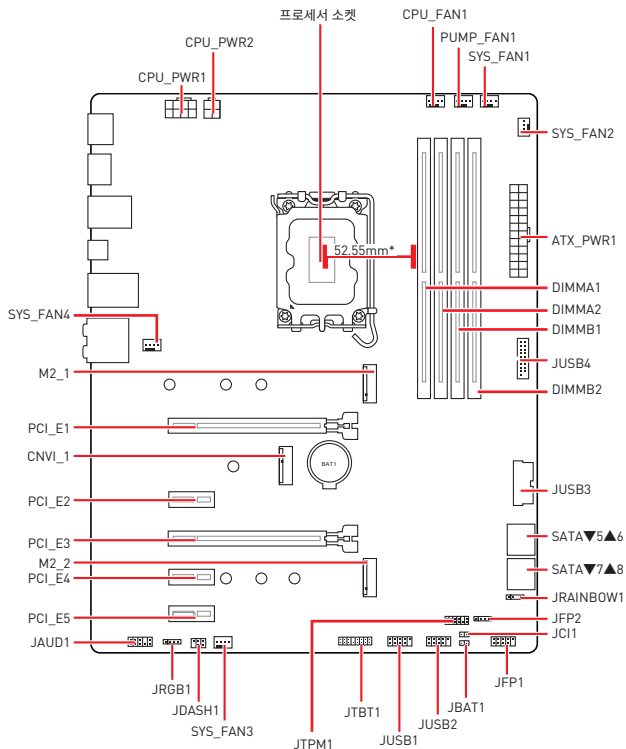 프로세서 소켓
CPU_FAN1
PUMP_FAN1
SYS_FAN1
CPU_PWR2
CPU_PWR1
SYS_FAN2
ATX_PWR1
52.55mm*
DIMMA1
DIMMA2
DIMMB1
SYS_FAN4
JUSB4
M2_1
DIMMB2
PCI_E1
CNVI_1
BAT1
PCI_E2
JUSB3
PCI_E3
SATA▼5▲6
M2_2
SATA▼7▲8
PCI_E4
JRAINBOW1
PCI_E5
JFP2
JAUD1
JCI1
JRGB1
JDASH1
SYS_FAN3
JTPM1
JTBT1
JUSB1
JUSB2
JBAT1
JFP1